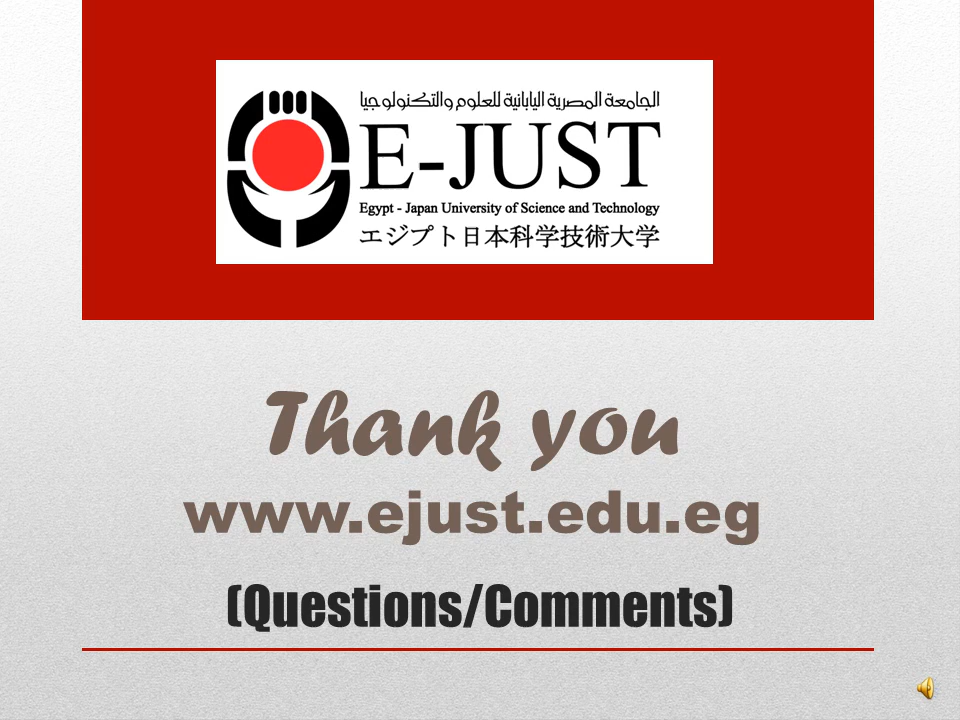 الجامعة المصرية اليابانية للعلوم والتكنولوجيا
E-JUST
Egypt - Japan University of Science and Technology
エジプト日本科学技術大学
Thank you
www.ejust.edu.eg
(Questions/Comments)